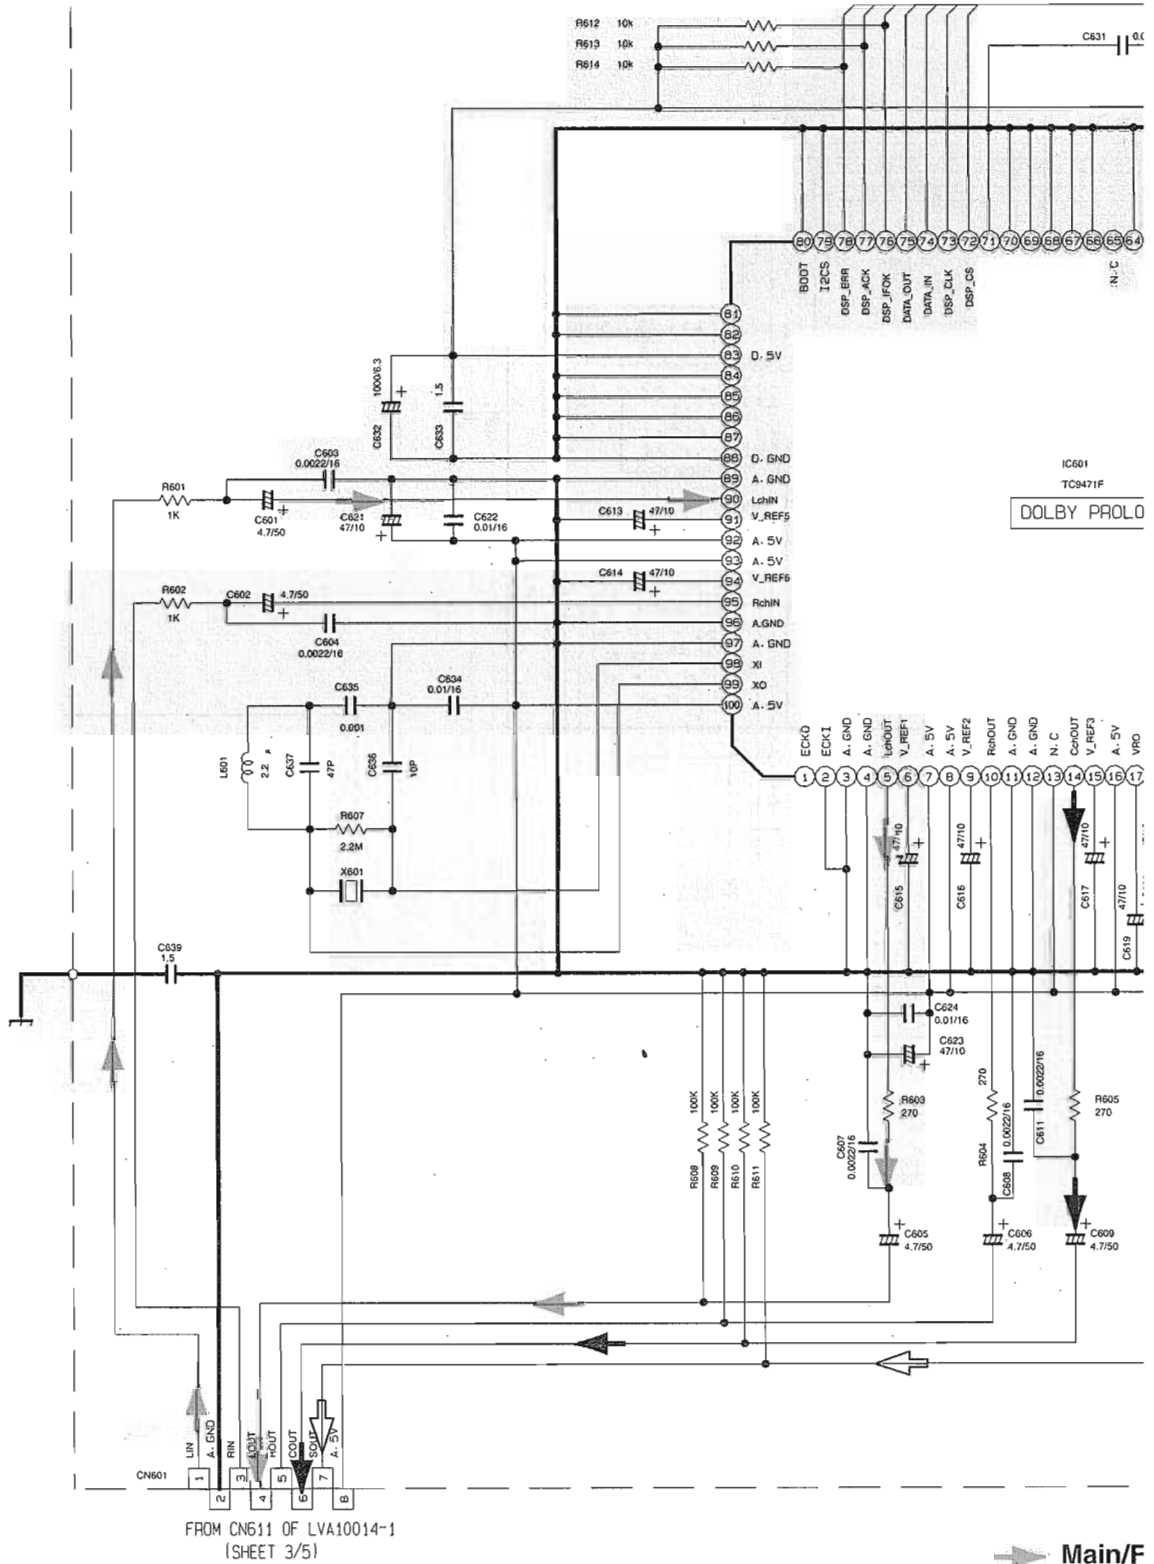 R612 10k
R613 10k
R614 10k
C631
80 79 78 77 76 75 74 73 72 71 70 69 68 67 66 65 64
BOOT
I2CS
DSP_ERR
DSP_ACK
DSP_IFOK
DATA_OUT
DATA_IN
DSP_CLK
DSP_CS
N.C
81
82
83 D.5V
84
85
86
87
88 D.GND
89 A.GND
90 LchIN
91 V_REF5
92 A.5V
93 A.5V
94 V_REF6
95 RchIN
96 A.GND
97 A.GND
98 XI
99 XO
100 A.5V
1000/6.3
C632
1.5
C633
C603
0.0022/16
R601
1K
C601
4.7/50
C621
47/10
C622
0.01/16
C613 47/10
C614 47/10
IC601
TC9471F
DOLBY PROLO
R602
1K
C602 4.7/50
C604
0.0022/16
C635
0.001
C634
0.01/16
L601
2.2
C637
47P
C636
10P
R607
2.2M
X601
ECKO
ECKI
A.GND
A.GND
LchOUT
V_REF1
A.5V
A.5V
V_REF2
RchOUT
A.GND
A.GND
N.C
CchOUT
V_REF3
A.5V
VRO
1 2 3 4 5 6 7 8 9 10 11 12 13 14 15 16 17
47/10
C615
47/10
C616
47/10
C617
47/10
C619
C639
1.5
C624
0.01/16
C623
47/10
R608 100K
R609 100K
R610 100K
R611 100K
C607
0.0022/16
R603
270
R604 270
C608 0.0022/16
C611 0.0022/16
R605
270
C605
4.7/50
C606
4.7/50
C609
4.7/50
LIN
A.GND
RIN
LOUT
COUT
SOUT
A.5V
CN601
1 2 3 4 5 6 7 8
FROM CN611 OF LVA10014-1
(SHEET 3/5)
Main/F